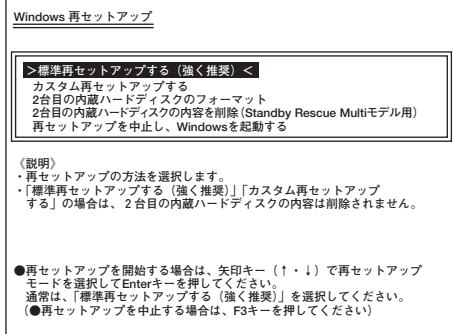 Windows 再セットアップ
＞標準再セットアップする（強く推奨）＜
カスタム再セットアップする
2台目の内蔵ハードディスクのフォーマット
2台目の内蔵ハードディスクの内容を削除（Standby Rescue Multiモデル用）
再セットアップを中止し、Windowsを起動する
《説明》
・再セットアップの方法を選択します。
・「標準再セットアップする（強く推奨）」「カスタム再セットアップ
する」の場合は、２台目の内蔵ハードディスクの内容は削除されません。
●再セットアップを開始する場合は、矢印キー（↑・↓）で再セットアップ
モードを選択してEnterキーを押してください。
通常は、「標準再セットアップする（強く推奨）」を選択してください。
（●再セットアップを中止する場合は、F3キーを押してください）